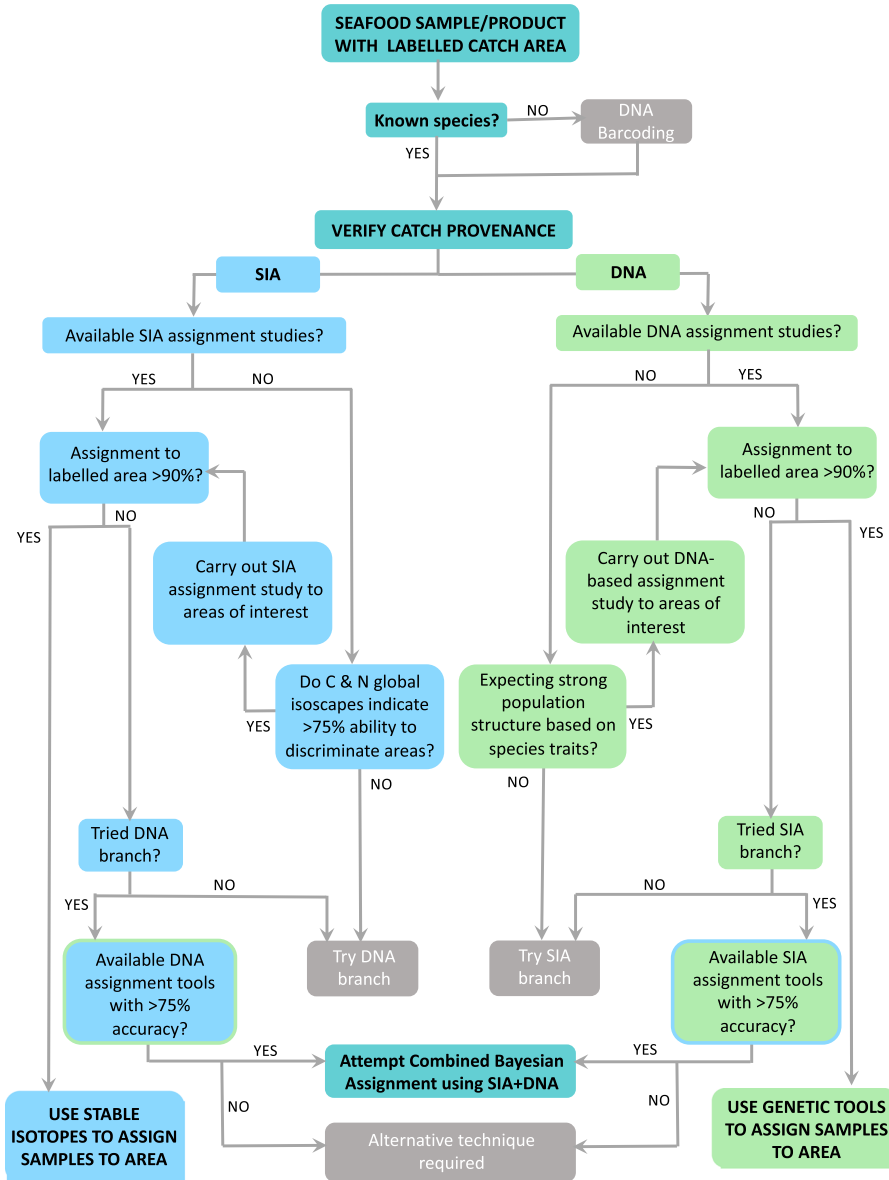 SEAFOOD SAMPLE/PRODUCT
WITH LABELLED CATCH AREA
Known species?
NO
DNA
Barcoding
YES
VERIFY CATCH PROVENANCE
SIA
DNA
Available SIA assignment studies?
Available DNA assignment studies?
YES
NO
NO
YES
Assignment to
labelled area >90%?
Assignment to
labelled area >90%?
YES
NO
NO
YES
Carry out SIA
assignment study to
areas of interest
Carry out DNA-
based assignment
study to areas of
interest
Do C & N global
isoscapes indicate
>75% ability to
discriminate areas?
YES
Expecting strong
population
structure based on
species traits?
YES
NO
NO
Tried DNA
branch?
Tried SIA
branch?
YES
NO
NO
YES
Available DNA
assignment tools
with >75%
accuracy?
Try DNA
branch
Try SIA
branch
Available SIA
assignment tools
with >75%
accuracy?
YES
YES
Attempt Combined Bayesian
Assignment using SIA+DNA
NO
NO
USE STABLE
ISOTOPES TO ASSIGN
SAMPLES TO AREA
Alternative technique
required
USE GENETIC TOOLS
TO ASSIGN SAMPLES
TO AREA